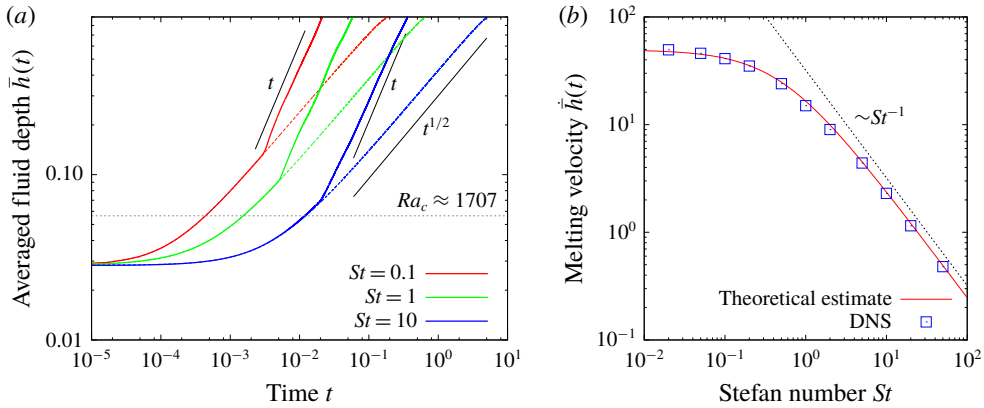 (a)
Averaged fluid depth h̄(t)
0.10
0.01
t
t
t^{1/2}
Ra_c ≈ 1707
St = 0.1
St = 1
St = 10
10^{−5} 10^{−4} 10^{−3} 10^{−2} 10^{−1} 10^{0} 10^{1}
Time t
(b)
Melting velocity ḣ̄(t)
10^{2}
10^{1}
10^{0}
10^{−1}
~St^{−1}
Theoretical estimate
DNS
10^{−2} 10^{−1} 10^{0} 10^{1} 10^{2}
Stefan number St